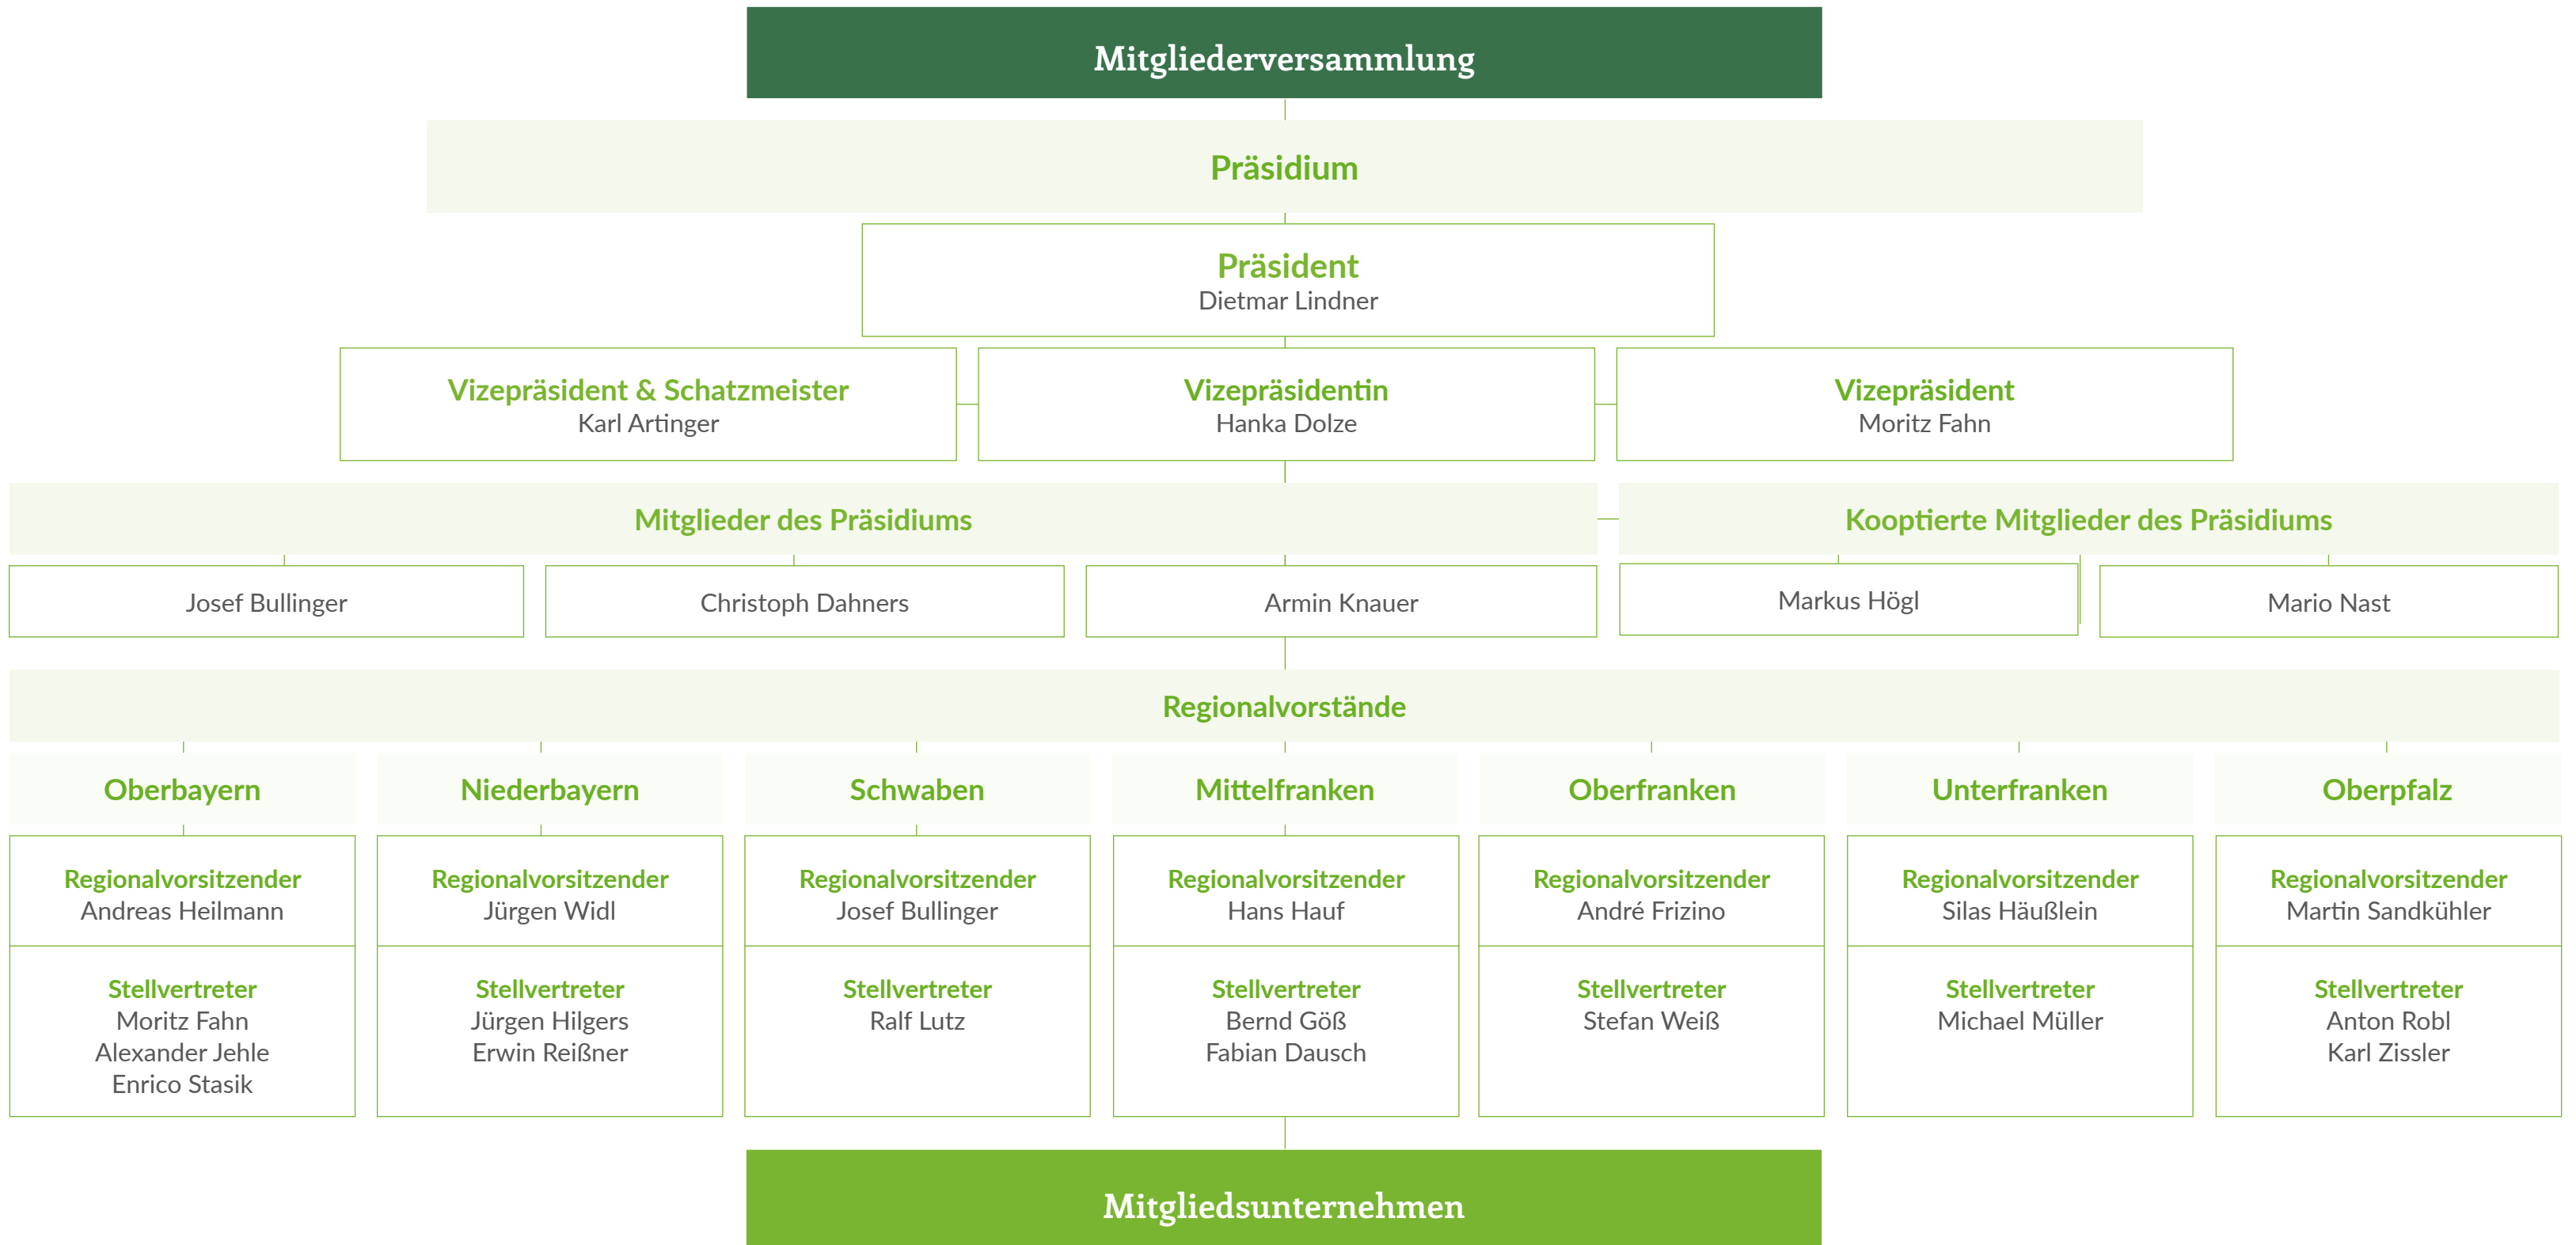 Mitgliederversammlung
Präsidium
Präsident
Dietmar Lindner
Vizepräsident & Schatzmeister
Karl Artinger
Vizepräsidentin
Hanka Dolze
Vizepräsident
Moritz Fahn
Mitglieder des Präsidiums
Kooptierte Mitglieder des Präsidiums
Josef Bullinger
Christoph Dahners
Armin Knauer
Markus Högl
Mario Nast
Regionalvorstände
Oberbayern
Regionalvorsitzender
Andreas Heilmann
Stellvertreter
Moritz Fahn
Alexander Jehle
Enrico Stasik
Niederbayern
Regionalvorsitzender
Jürgen Widl
Stellvertreter
Jürgen Hilgers
Erwin Reißner
Schwaben
Regionalvorsitzender
Josef Bullinger
Stellvertreter
Ralf Lutz
Mittelfranken
Regionalvorsitzender
Hans Hauf
Stellvertreter
Bernd Göß
Fabian Dausch
Oberfranken
Regionalvorsitzender
André Frizino
Stellvertreter
Stefan Weiß
Unterfranken
Regionalvorsitzender
Silas Häußlein
Stellvertreter
Michael Müller
Oberpfalz
Regionalvorsitzender
Martin Sandkühler
Stellvertreter
Anton Robl
Karl Zissler
Mitgliedsunternehmen